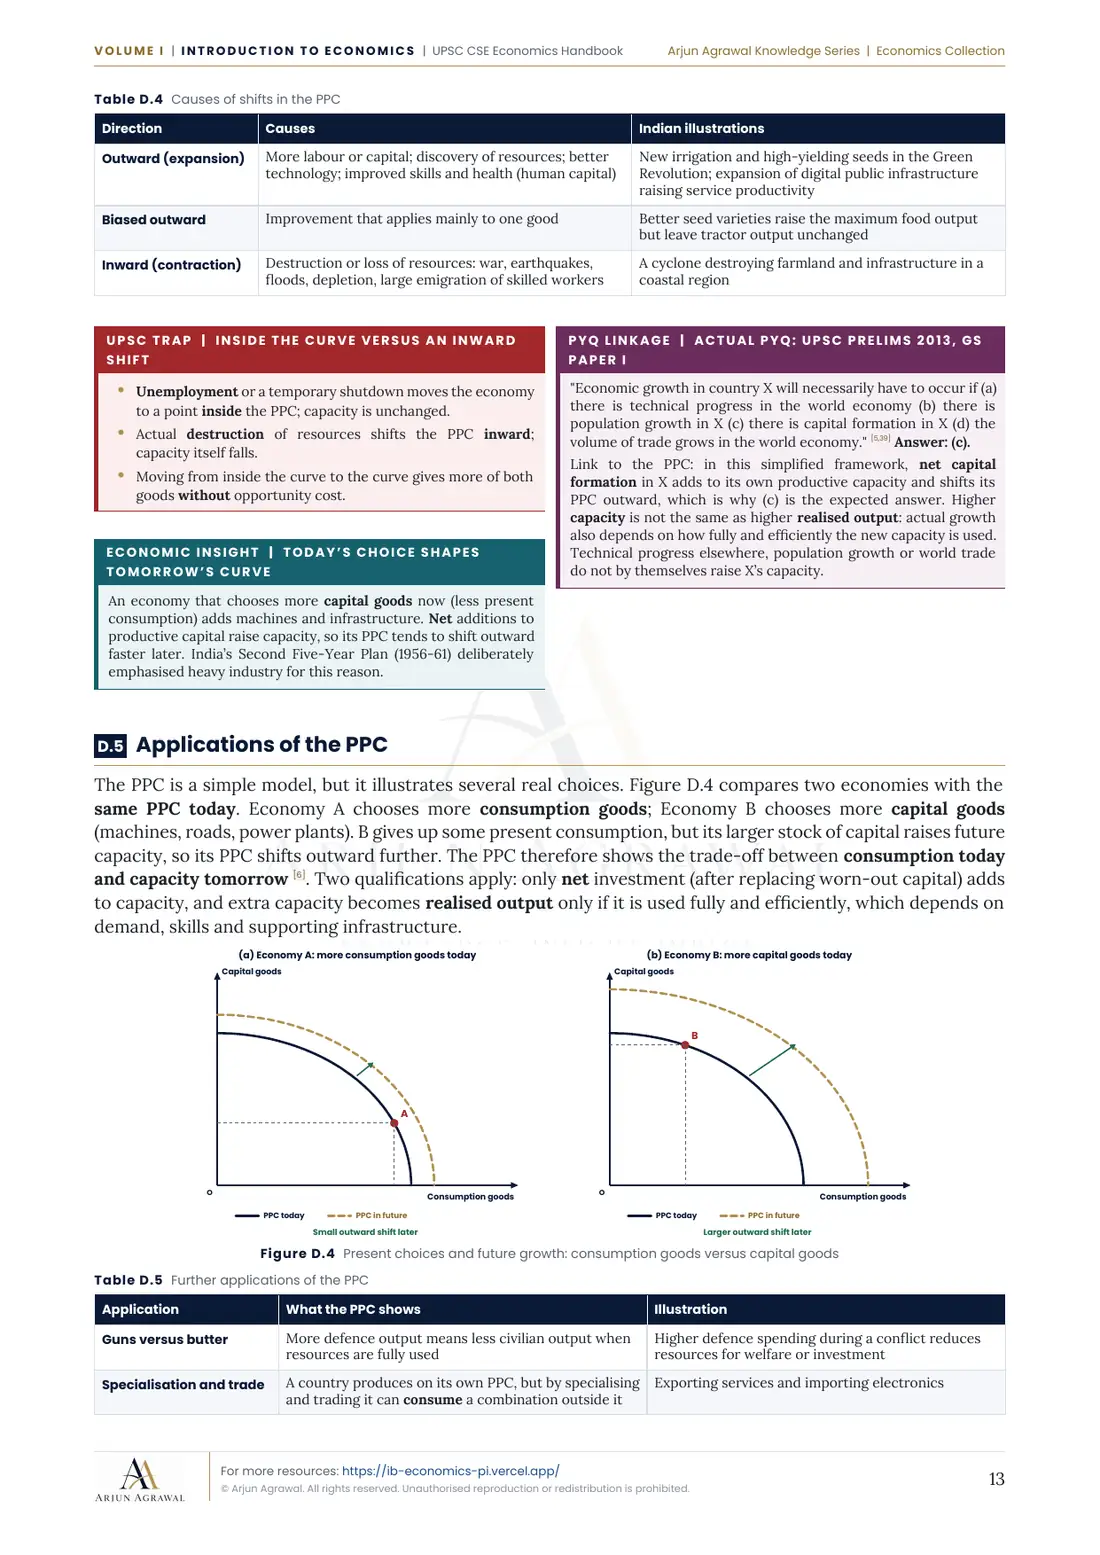 VOLUME I | INTRODUCTION TO ECONOMICS | UPSC CSE Economics Handbook
Arjun Agrawal Knowledge Series | Economics Collection
Table D.4 Causes of shifts in the PPC
Direction
Causes
Indian illustrations
Outward (expansion)
More labour or capital; discovery of resources; better
technology; improved skills and health (human capital)
New irrigation and high-yielding seeds in the Green
Revolution; expansion of digital public infrastructure
raising service productivity
Biased outward
Improvement that applies mainly to one good
Better seed varieties raise the maximum food output
but leave tractor output unchanged
Inward (contraction)
Destruction or loss of resources: war, earthquakes,
floods, depletion, large emigration of skilled workers
A cyclone destroying farmland and infrastructure in a
coastal region
UPSC TRAP | INSIDE THE CURVE VERSUS AN INWARD
SHIFT
• Unemployment or a temporary shutdown moves the economy
to a point inside the PPC; capacity is unchanged.
• Actual destruction of resources shifts the PPC inward;
capacity itself falls.
• Moving from inside the curve to the curve gives more of both
goods without opportunity cost.
ECONOMIC INSIGHT | TODAY’S CHOICE SHAPES
TOMORROW’S CURVE
An economy that chooses more capital goods now (less present
consumption) adds machines and infrastructure. Net additions to
productive capital raise capacity, so its PPC tends to shift outward
faster later. India’s Second Five-Year Plan (1956-61) deliberately
emphasised heavy industry for this reason.
PYQ LINKAGE | ACTUAL PYQ: UPSC PRELIMS 2013, GS
PAPER I
"Economic growth in country X will necessarily have to occur if (a)
there is technical progress in the world economy (b) there is
population growth in X (c) there is capital formation in X (d) the
volume of trade grows in the world economy." [5,39] Answer: (c).
Link to the PPC: in this simplified framework, net capital
formation in X adds to its own productive capacity and shifts its
PPC outward, which is why (c) is the expected answer. Higher
capacity is not the same as higher realised output: actual growth
also depends on how fully and efficiently the new capacity is used.
Technical progress elsewhere, population growth or world trade
do not by themselves raise X’s capacity.
D.5 Applications of the PPC
The PPC is a simple model, but it illustrates several real choices. Figure D.4 compares two economies with the
same PPC today. Economy A chooses more consumption goods; Economy B chooses more capital goods
(machines, roads, power plants). B gives up some present consumption, but its larger stock of capital raises future
capacity, so its PPC shifts outward further. The PPC therefore shows the trade-off between consumption today
and capacity tomorrow [6]. Two qualifications apply: only net investment (after replacing worn-out capital) adds
to capacity, and extra capacity becomes realised output only if it is used fully and efficiently, which depends on
demand, skills and supporting infrastructure.
(a) Economy A: more consumption goods today
Capital goods
A
O
Consumption goods
PPC today
PPC in future
Small outward shift later
(b) Economy B: more capital goods today
Capital goods
B
O
Consumption goods
PPC today
PPC in future
Larger outward shift later
Figure D.4 Present choices and future growth: consumption goods versus capital goods
Table D.5 Further applications of the PPC
Application
What the PPC shows
Illustration
Guns versus butter
More defence output means less civilian output when
resources are fully used
Higher defence spending during a conflict reduces
resources for welfare or investment
Specialisation and trade
A country produces on its own PPC, but by specialising
and trading it can consume a combination outside it
Exporting services and importing electronics
ARJUN AGRAWAL
For more resources: https://ib-economics-pi.vercel.app/
© Arjun Agrawal. All rights reserved. Unauthorised reproduction or redistribution is prohibited.
13